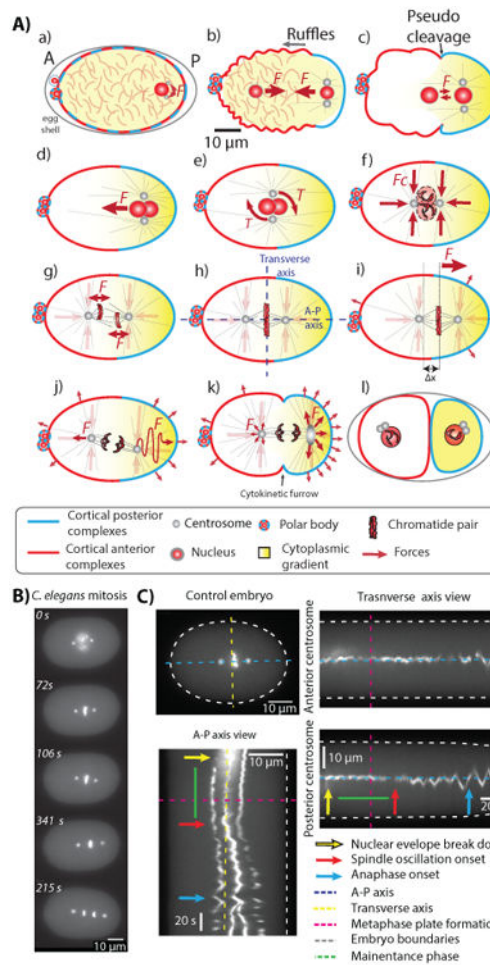 A)
a)
A
P
F
egg
shell
b)
Ruffles
F
F
10 µm
c)
Pseudo
cleavage
F
d)
F
e)
T
T
f)
Fc
g)
F
F
h)
Transverse
axis
A-P
axis
i)
F
Δx
j)
F
F
k)
F
F
Cytokinetic furrow
l)
Cortical posterior
complexes
Centrosome
Polar body
Chromatide pair
Cortical anterior
complexes
Nucleus
Cytoplasmic
gradient
Forces
B)
C. elegans mitosis
0 s
72s
106 s
341 s
215 s
10 µm
C)
Control embryo
10 µm
A-P axis view
10 µm
20 s
Trasnverse axis view
Anterior centrosome
Posterior centrosome
10 µm
20
Nuclear evelope break do
Spindle oscillation onset
Anaphase onset
A-P axis
Transverse axis
Metaphase plate formation
Embryo boundaries
Mainentance phase